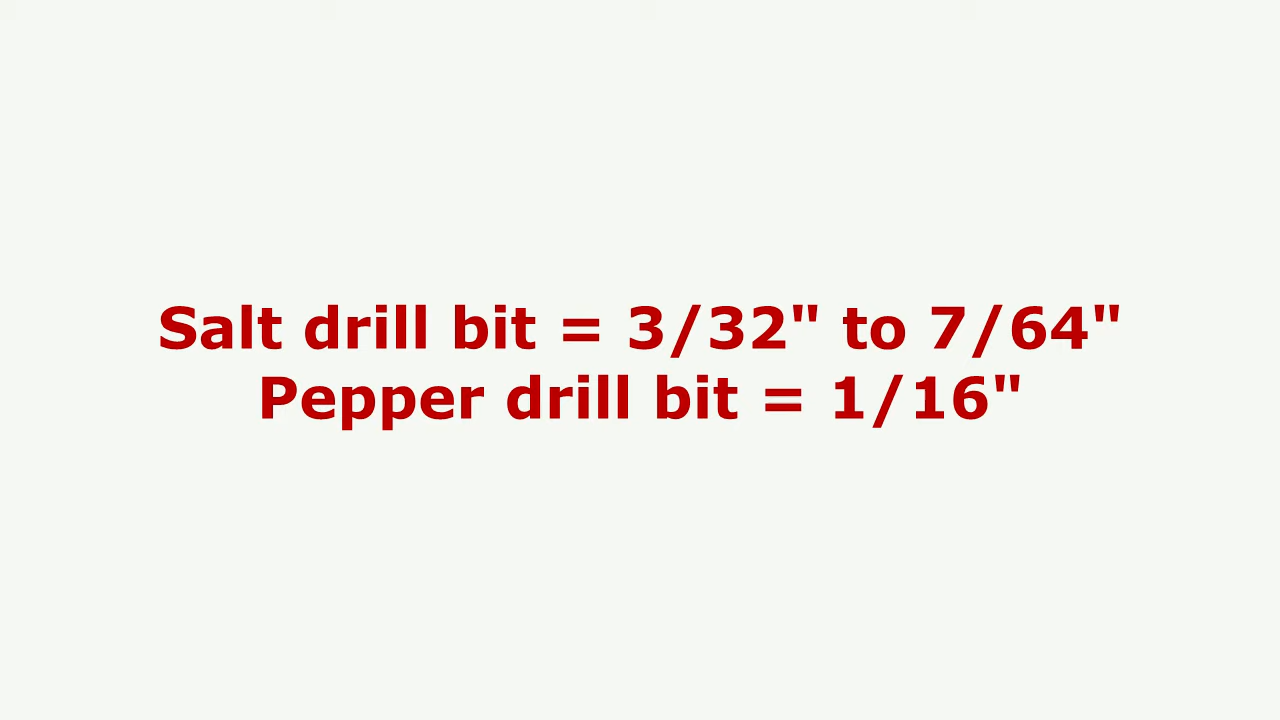 Salt drill bit = 3/32" to 7/64"
Pepper drill bit = 1/16"